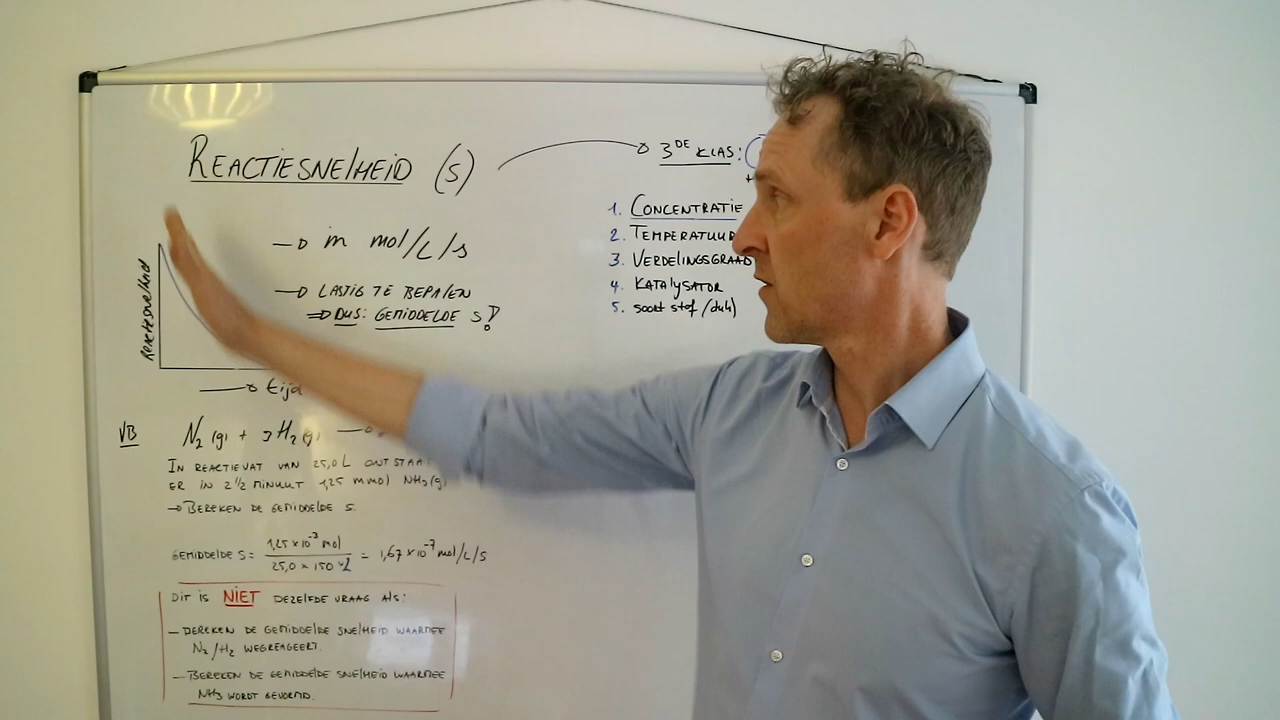 REACTIESNELHEID (S)
3DE KLAS:
→ in mol/L/s
1. CONCENTRATIE
2. TEMPERATUUR
3. VERDELINGSGRAAD
4. KATALYSATOR
5. soort stof/(duh)
→ LASTIG TE BEPALEN
⇒ DUS: GEMIDDELDE S!
Reactiesnelheid
→ tijd
VB
N2 (g) + 3H2 (g) →
IN REACTIEVAT VAN 25,0 L ONTSTAAT
ER IN 2½ MINUUT 1,25 mmol NH3(g)
→ BEREKEN DE GEMIDDELDE S.
GEMIDDELDE S = 1,25 × 10⁻³ mol / 25,0 × 150 = 1,67 × 10⁻⁷ mol/L/s
DIT IS NIET DEZELFDE VRAAG ALS:
– BEREKEN DE GEMIDDELDE SNELHEID WAARMEE
N2/H2 WEGREAGEERT.
– BEREKEN DE GEMIDDELDE SNELHEID WAARMEE
NH3 WORDT GEVORMD.